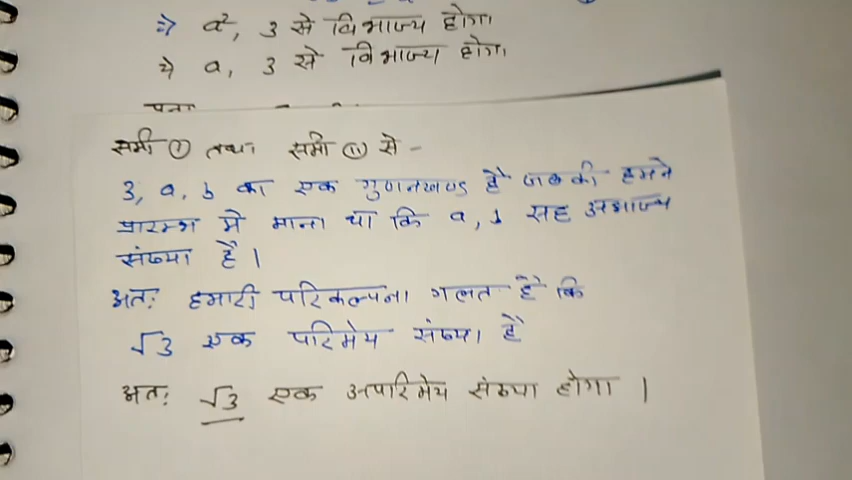 ⇒ a², 3 से विभाज्य होगा
⇒ a, 3 से विभाज्य होगा
समी ① तथा समी ⑪ से -
3, a, b का एक गुणनखण्ड है जबकी हमने
प्रारम्भ मे माना था कि a, b सह अभाज्य
संख्या है।
अतः हमारी परिकल्पना गलत है कि
√3 एक परिमेय संख्या है
अतः √3 एक अपरिमेय संख्या होगा।